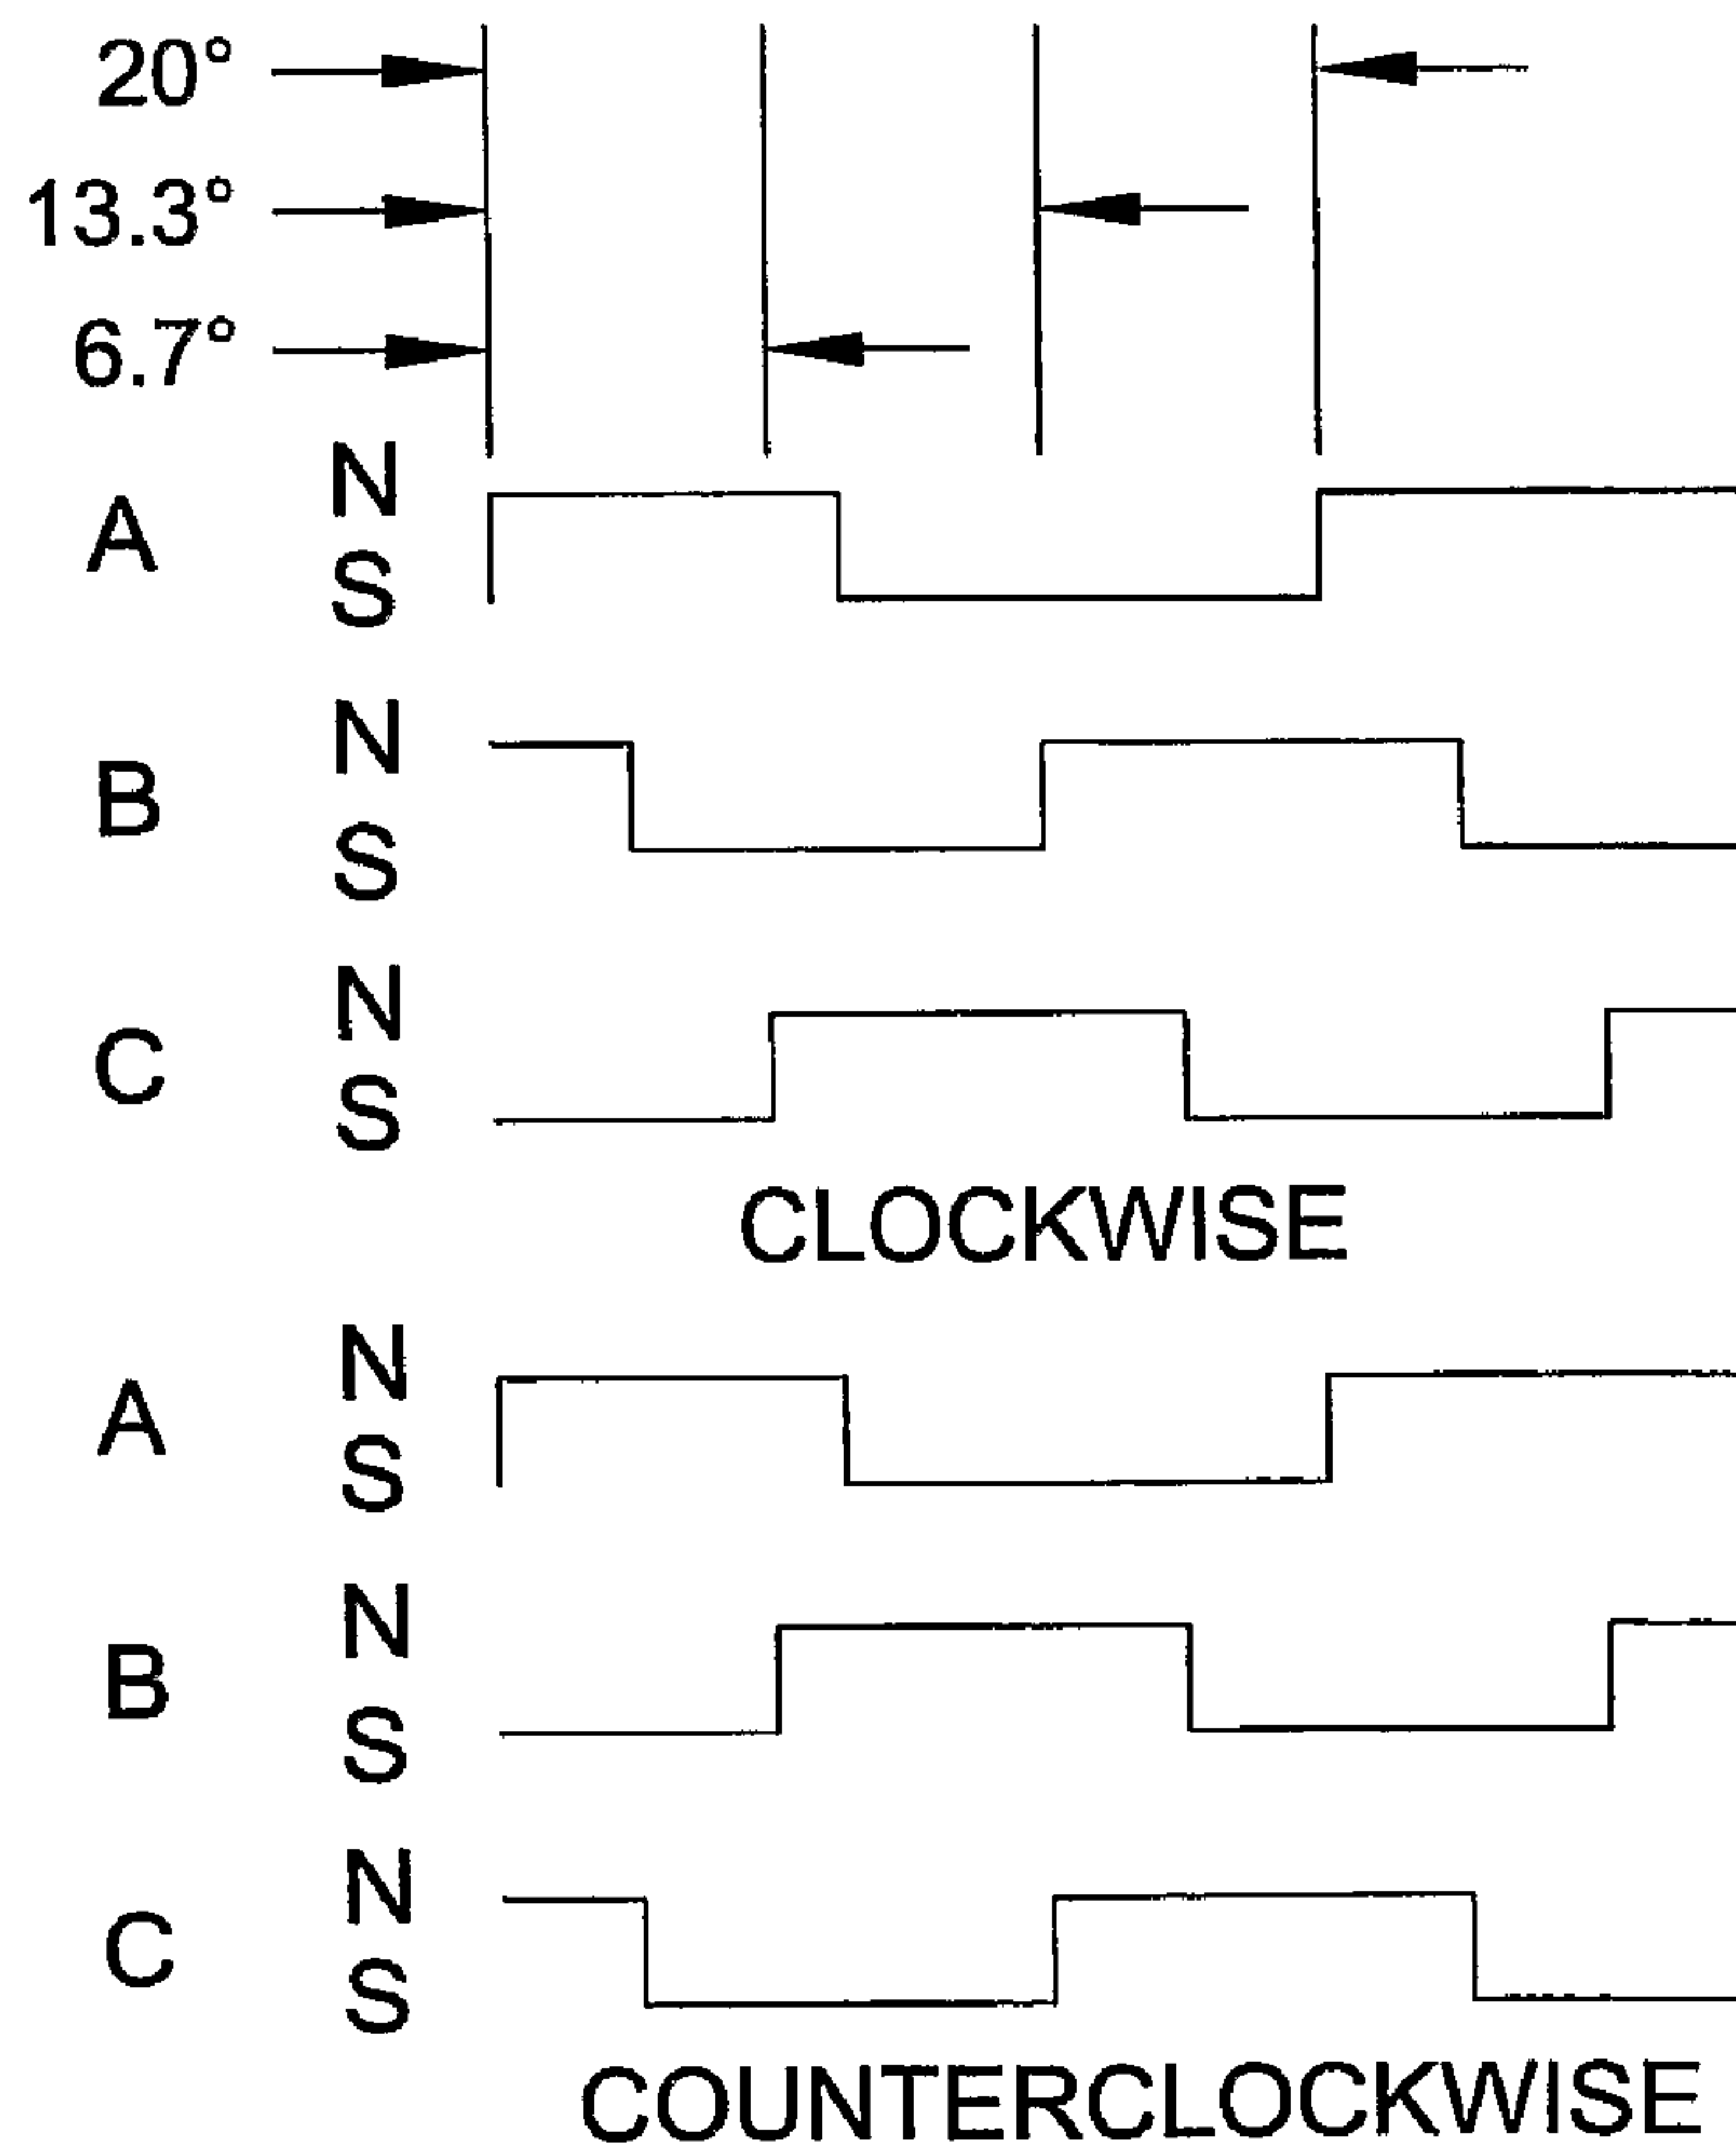 20°
13.3°
6.7°
A N
S
B N
S
C N
S
CLOCKWISE
A N
S
B N
S
C N
S
COUNTERCLOCKWISE